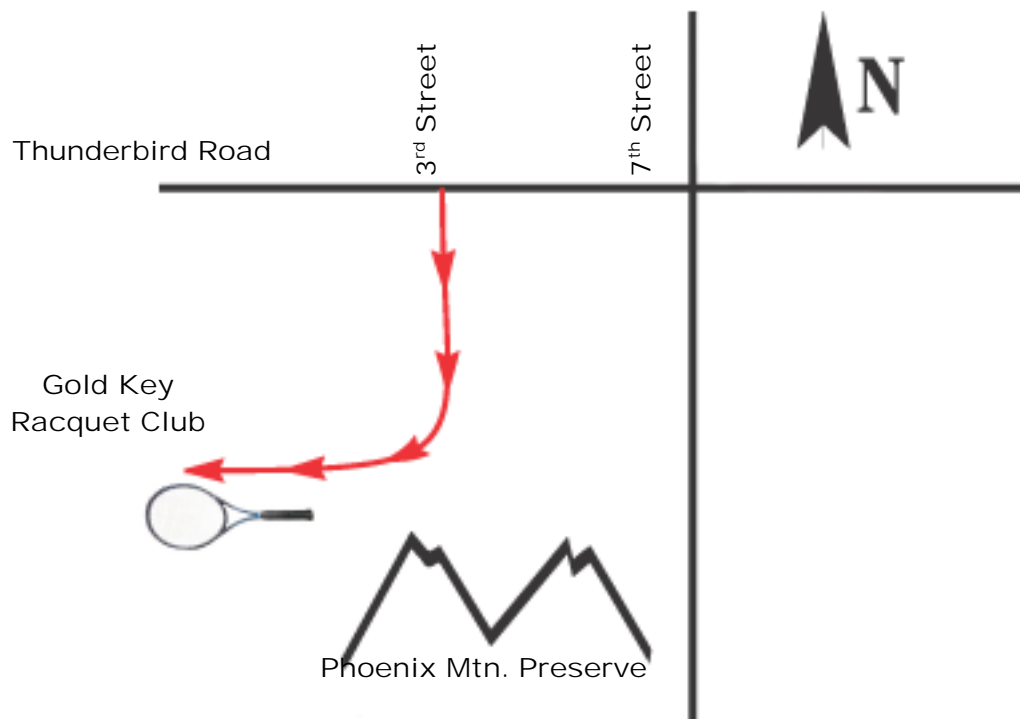 3rd Street
7th Street
N
Thunderbird Road
Gold Key
Racquet Club
Phoenix Mtn. Preserve